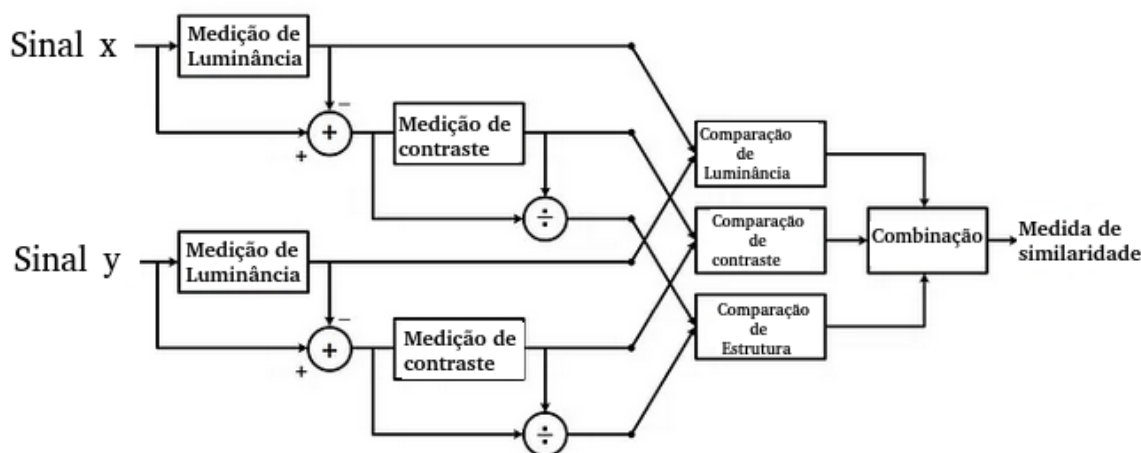 Sinal x
Medição de
Luminância
−
+
+
Medição de
contraste
÷
Sinal y
Medição de
Luminância
−
+
+
Medição de
contraste
÷
Comparação
de
Luminância
Comparação
de
contraste
Comparação
de
Estrutura
Combinação
Medida de
similaridade